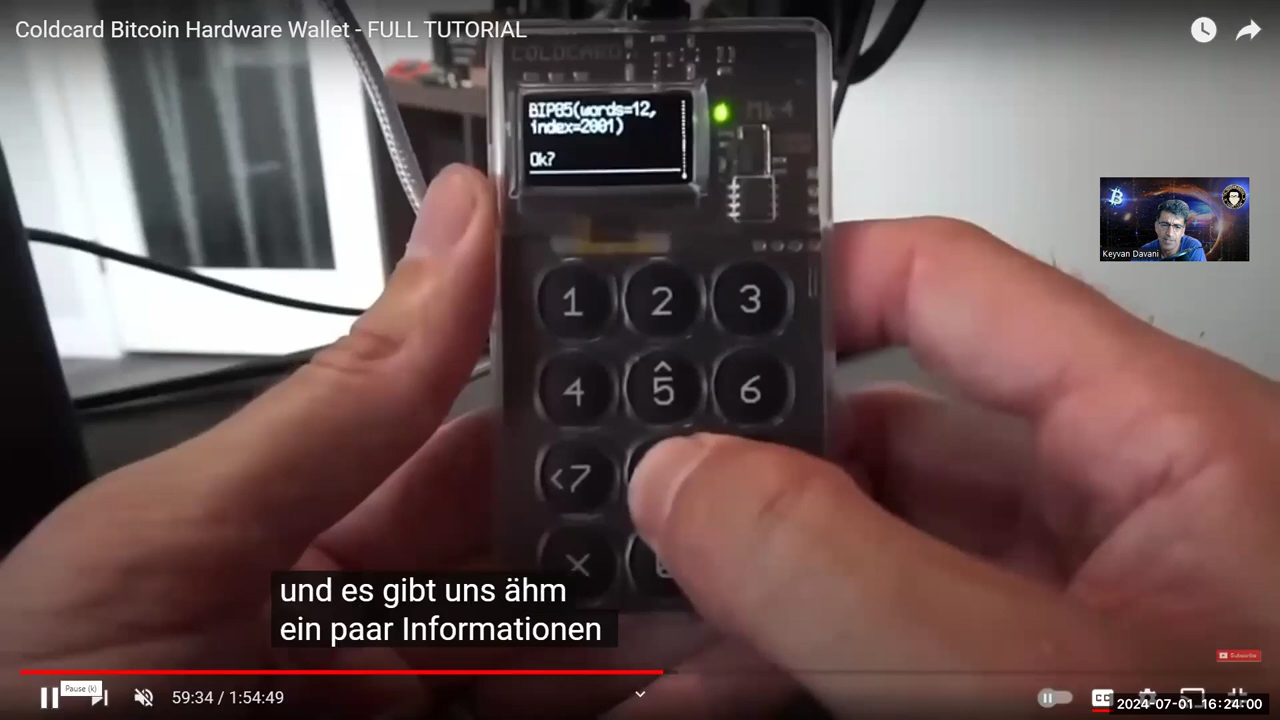 Coldcard Bitcoin Hardware Wallet - FULL TUTORIAL
COLDCARD
BIP85(words=12,
index=2001)
Ok?
Mk4
Keyvan Davani
1
2
3
4
5
6
<7
X
und es gibt uns ähm
ein paar Informationen
Subscribe
Pause (k)
59:34 / 1:54:49
CC
2024-07-01 16:24:00